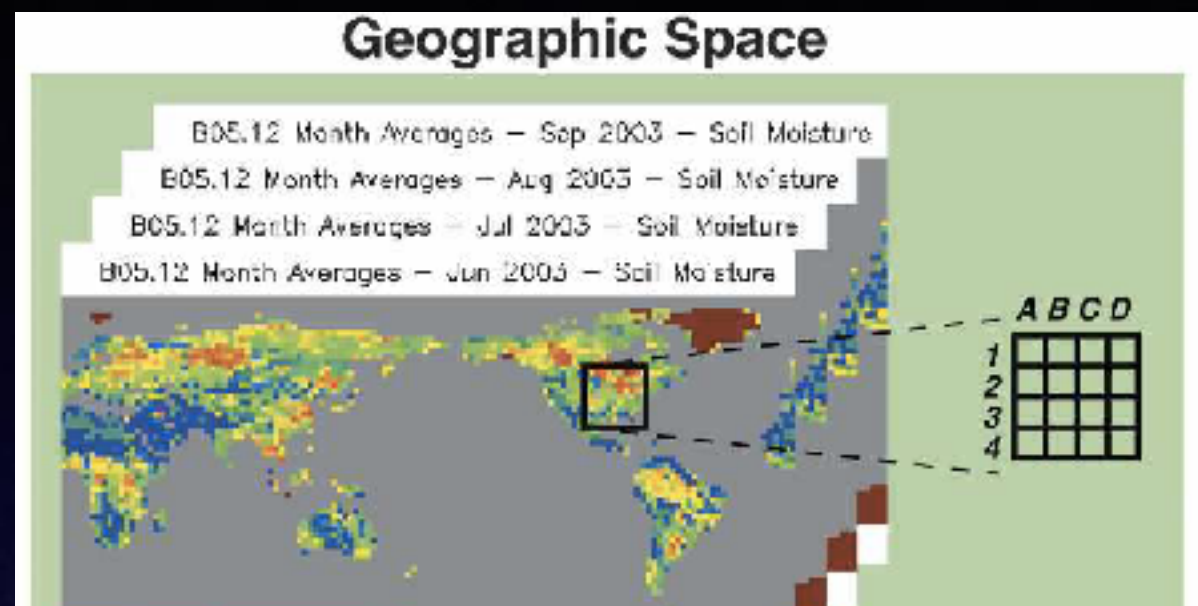 Geographic Space
B05.12 Month Averages – Sep 2003 – Soil Moisture
B05.12 Month Averages – Aug 2003 – Soil Moisture
B05.12 Month Averages – Jul 2003 – Soil Moisture
B05.12 Month Averages – Jun 2003 – Soil Moisture
A B C D
1
2
3
4